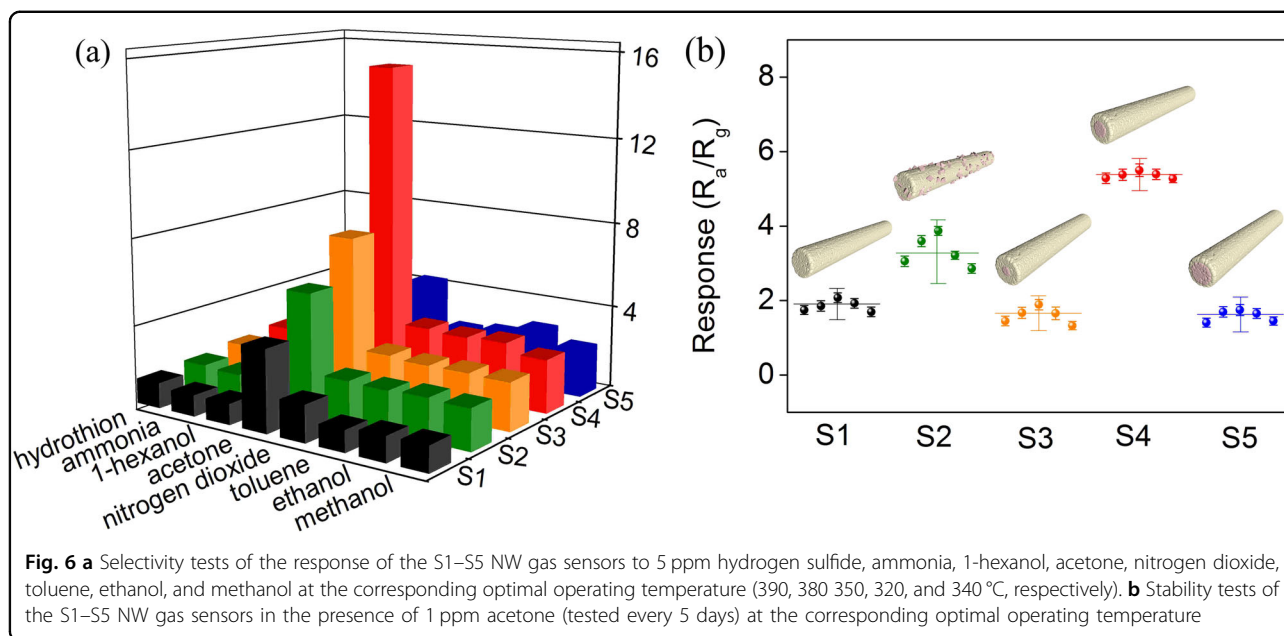 (a)
16
12
8
4
S5
S4
S3
S2
S1
hydrothion
ammonia
1-hexanol
acetone
nitrogen dioxide
toluene
ethanol
methanol
(b)
Response (Ra/Rg)
8
6
4
2
0
S1 S2 S3 S4 S5
Fig. 6 a Selectivity tests of the response of the S1–S5 NW gas sensors to 5 ppm hydrogen sulfide, ammonia, 1-hexanol, acetone, nitrogen dioxide,
toluene, ethanol, and methanol at the corresponding optimal operating temperature (390, 380 350, 320, and 340 °C, respectively). b Stability tests of
the S1–S5 NW gas sensors in the presence of 1 ppm acetone (tested every 5 days) at the corresponding optimal operating temperature